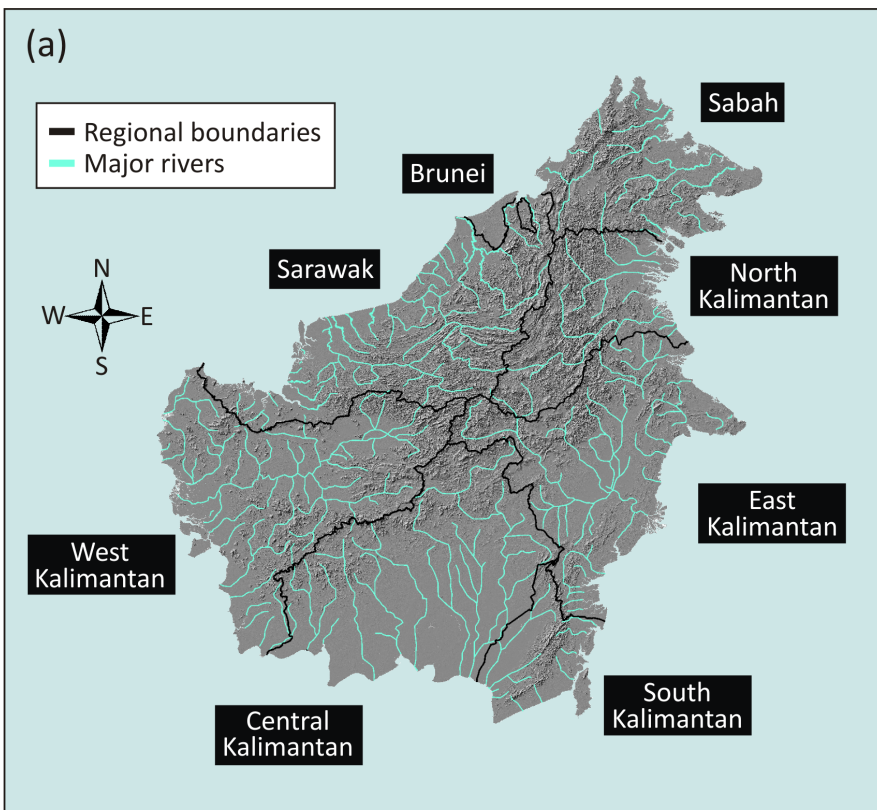 (a)
Regional boundaries
Major rivers
Sabah
Brunei
Sarawak
North
Kalimantan
N
W
E
S
East
Kalimantan
West
Kalimantan
South
Kalimantan
Central
Kalimantan